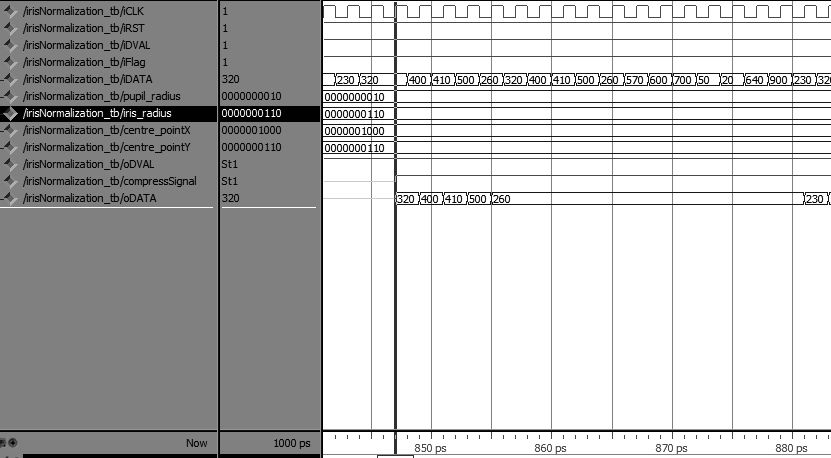 /irisNormalization_tb/iCLK 1
/irisNormalization_tb/iRST 1
/irisNormalization_tb/iDVAL 1
/irisNormalization_tb/iFlag 1
/irisNormalization_tb/iDATA 320 230 320 400 410 500 260 320 400 410 500 260 570 600 700 50 20 640 900 230 320
/irisNormalization_tb/pupil_radius 0000000010 0000000010
/irisNormalization_tb/iris_radius 0000000110 0000000110
/irisNormalization_tb/centre_pointX 0000001000 0000001000
/irisNormalization_tb/centre_pointY 0000000110 0000000110
/irisNormalization_tb/oDVAL St1
/irisNormalization_tb/compressSignal St1
/irisNormalization_tb/oDATA 320 320 400 410 500 260 230
Now 1000 ps 850 ps 860 ps 870 ps 880 ps